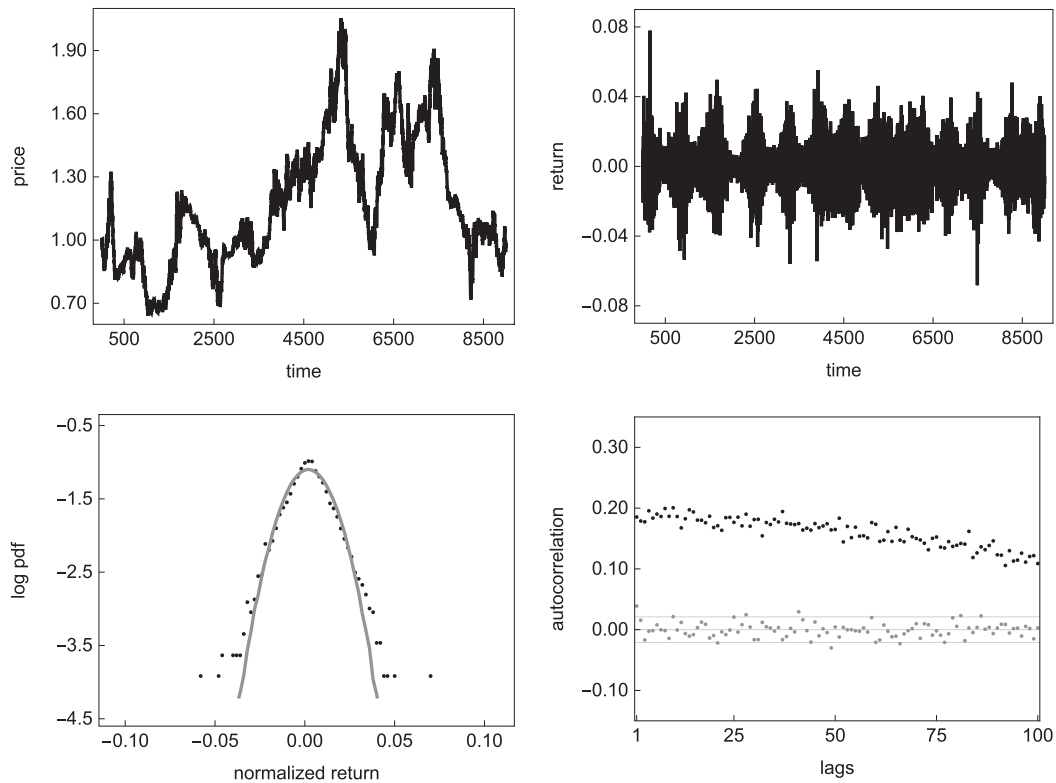 1.90
1.60
1.30
1.00
0.70
price
500 2500 4500 6500 8500
time
0.08
0.04
0.00
−0.04
−0.08
return
500 2500 4500 6500 8500
time
−0.5
−1.5
−2.5
−3.5
−4.5
log pdf
−0.10 −0.05 0.00 0.05 0.10
normalized return
0.30
0.20
0.10
0.00
−0.10
autocorrelation
1 25 50 75 100
lags